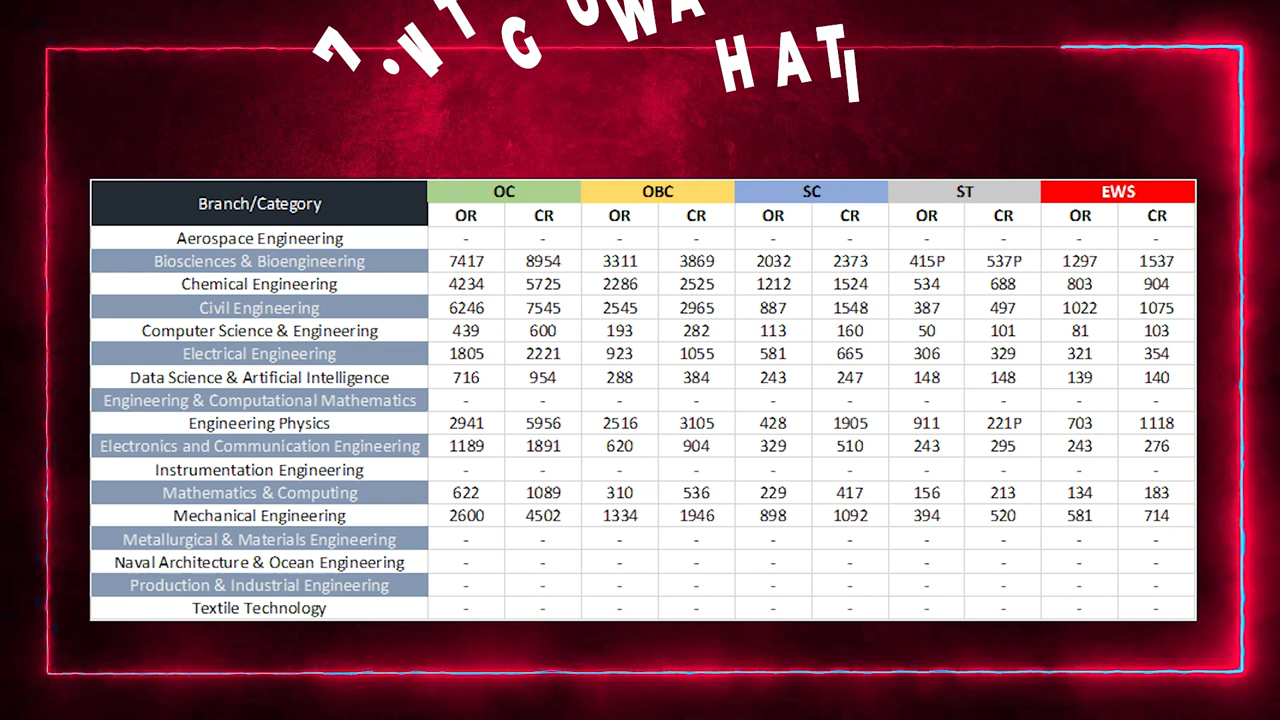 7. NT GUWAHATI
Branch/Category OC OBC SC ST EWS
OR CR OR CR OR CR OR CR OR CR
Aerospace Engineering - - - - - - - - - -
Biosciences & Bioengineering 7417 8954 3311 3869 2032 2373 415P 537P 1297 1537
Chemical Engineering 4234 5725 2286 2525 1212 1524 534 688 803 904
Civil Engineering 6246 7545 2545 2965 887 1548 387 497 1022 1075
Computer Science & Engineering 439 600 193 282 113 160 50 101 81 103
Electrical Engineering 1805 2221 923 1055 581 665 306 329 321 354
Data Science & Artificial Intelligence 716 954 288 384 243 247 148 148 139 140
Engineering & Computational Mathematics - - - - - - - - - -
Engineering Physics 2941 5956 2516 3105 428 1905 911 221P 703 1118
Electronics and Communication Engineering 1189 1891 620 904 329 510 243 295 243 276
Instrumentation Engineering - - - - - - - - - -
Mathematics & Computing 622 1089 310 536 229 417 156 213 134 183
Mechanical Engineering 2600 4502 1334 1946 898 1092 394 520 581 714
Metallurgical & Materials Engineering - - - - - - - - - -
Naval Architecture & Ocean Engineering - - - - - - - - - -
Production & Industrial Engineering - - - - - - - - - -
Textile Technology - - - - - - - - - -